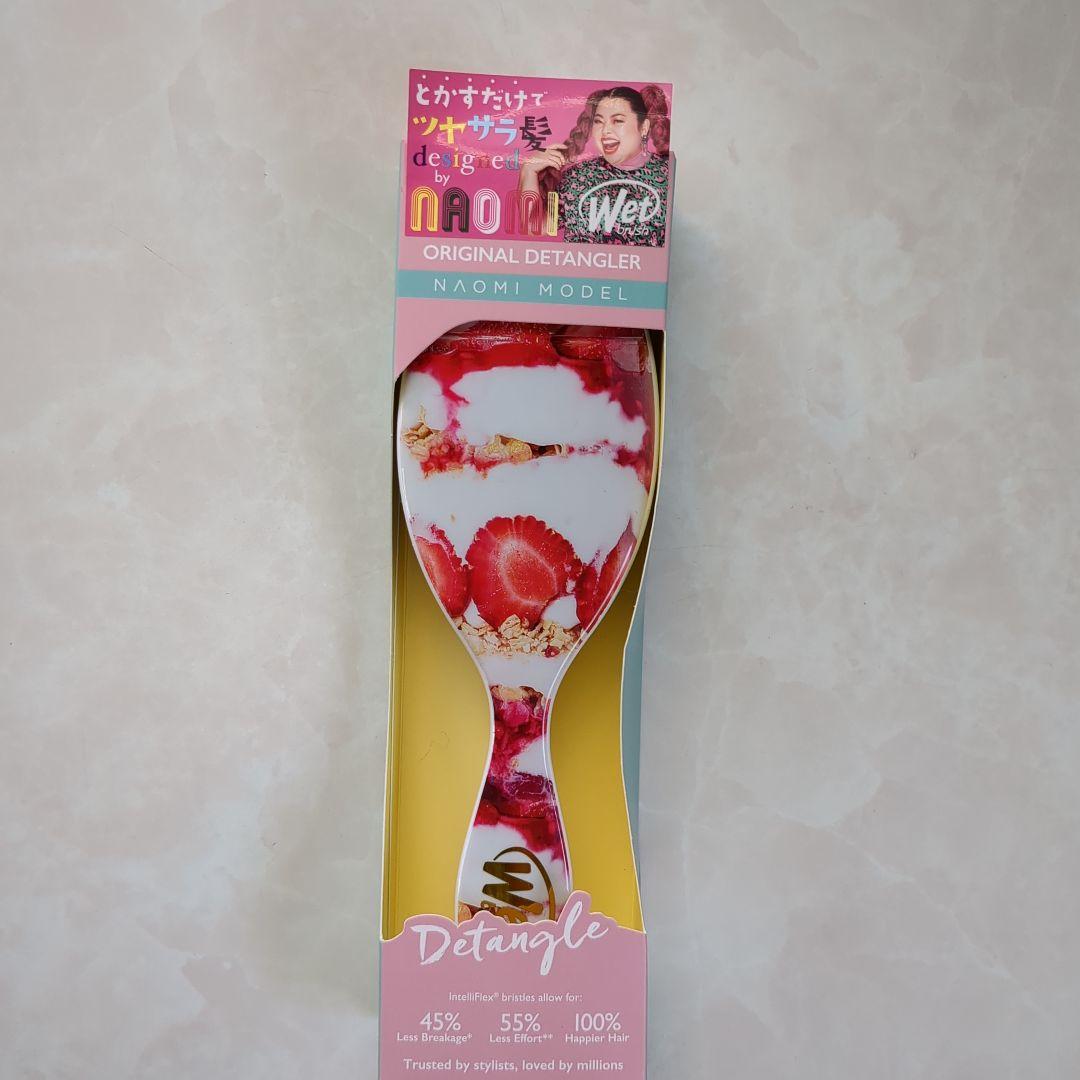 とかすだけで
ツヤサラ髪
designed
by
NAOMI
Wet
brush
ORIGINAL DETANGLER
NAOMI MODEL
Detangle
IntelliFlex® bristles allow for:
45% 55% 100%
Less Breakage* Less Effort** Happier Hair
Trusted by stylists, loved by millions